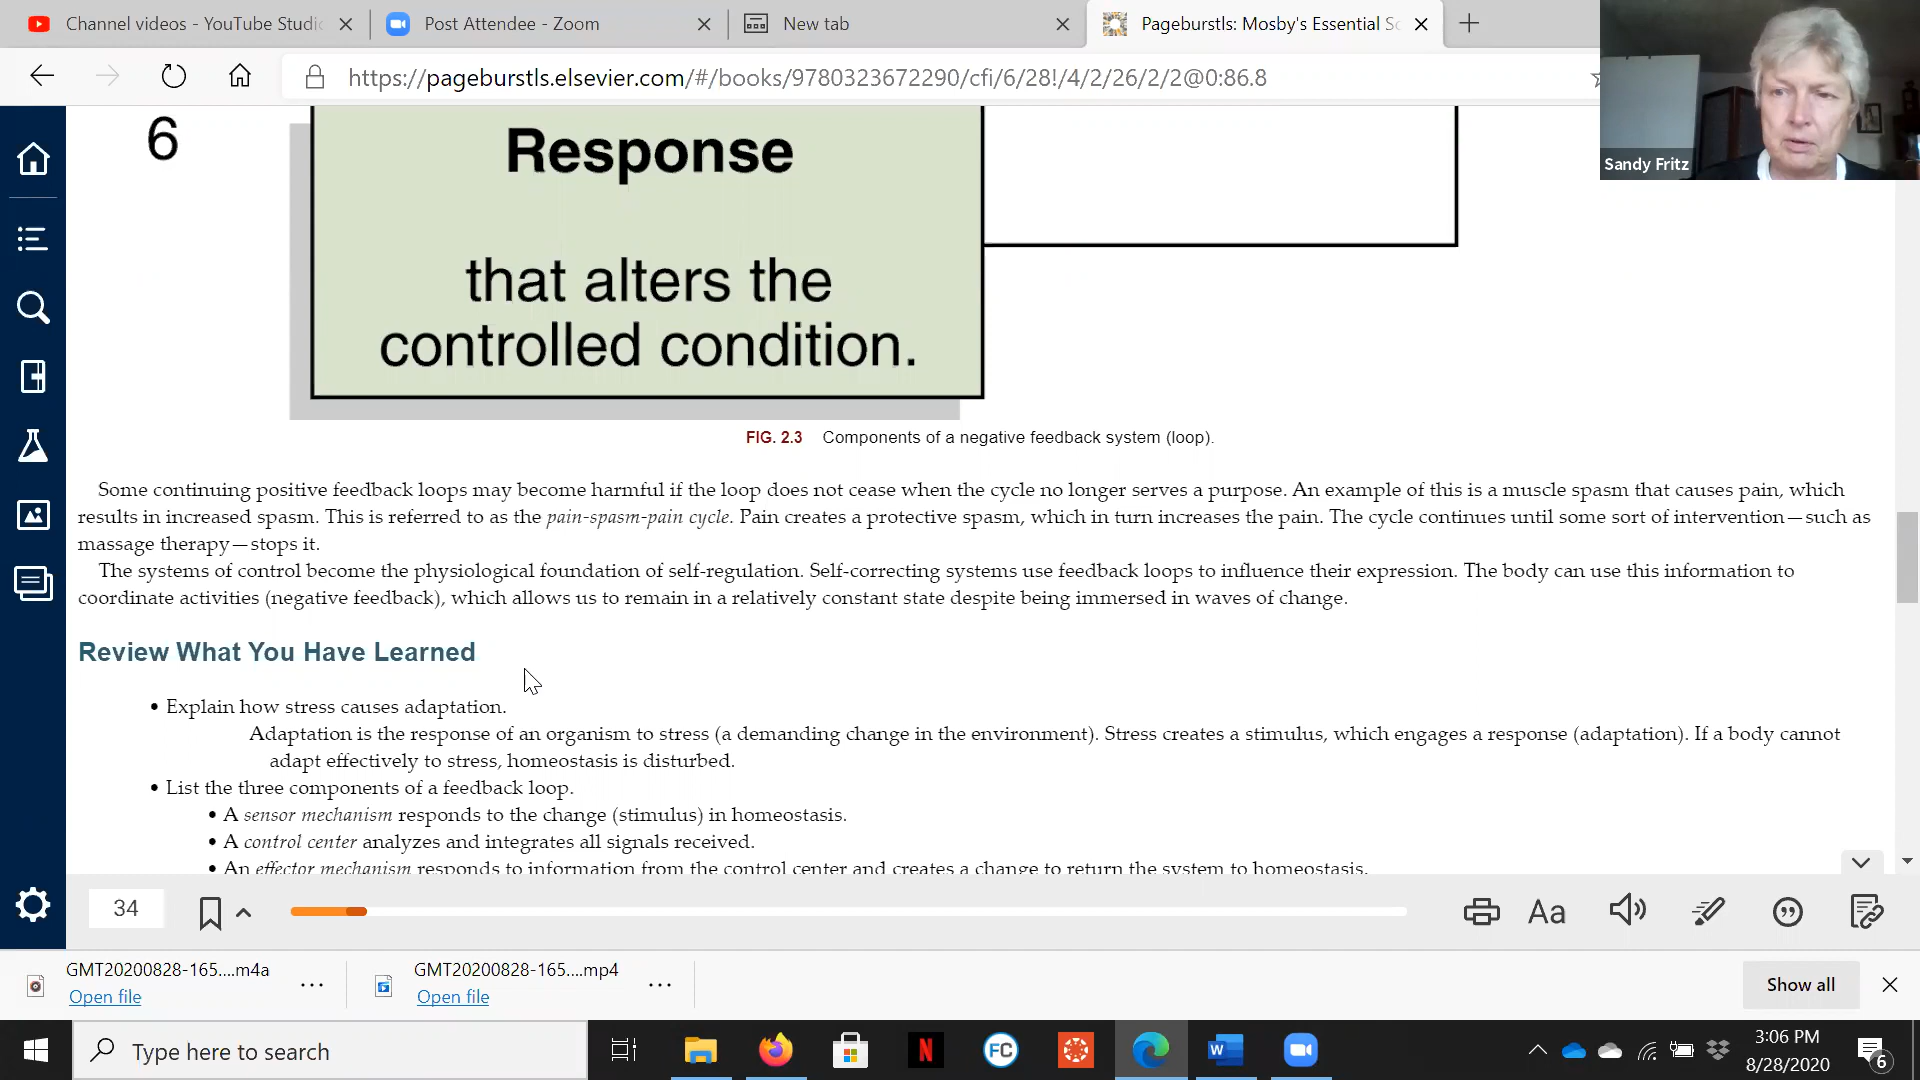 Channel videos - YouTube Studio
Post Attendee - Zoom
New tab
Pageburstls: Mosby's Essential Sc
https://pageburstls.elsevier.com/#/books/9780323672290/cfi/6/28!/4/2/26/2/2@0:86.8
Sandy Fritz
6
Response
that alters the
controlled condition.
FIG. 2.3 Components of a negative feedback system (loop).
Some continuing positive feedback loops may become harmful if the loop does not cease when the cycle no longer serves a purpose. An example of this is a muscle spasm that causes pain, which
results in increased spasm. This is referred to as the pain-spasm-pain cycle. Pain creates a protective spasm, which in turn increases the pain. The cycle continues until some sort of intervention—such as
massage therapy—stops it.
The systems of control become the physiological foundation of self-regulation. Self-correcting systems use feedback loops to influence their expression. The body can use this information to
coordinate activities (negative feedback), which allows us to remain in a relatively constant state despite being immersed in waves of change.
Review What You Have Learned
• Explain how stress causes adaptation.
Adaptation is the response of an organism to stress (a demanding change in the environment). Stress creates a stimulus, which engages a response (adaptation). If a body cannot
adapt effectively to stress, homeostasis is disturbed.
• List the three components of a feedback loop.
• A sensor mechanism responds to the change (stimulus) in homeostasis.
• A control center analyzes and integrates all signals received.
• An effector mechanism responds to information from the control center and creates a change to return the system to homeostasis.
34
Aa
GMT20200828-165....m4a
Open file
GMT20200828-165....mp4
Open file
Show all
Type here to search
N
FC
W
3:06 PM
8/28/2020
6